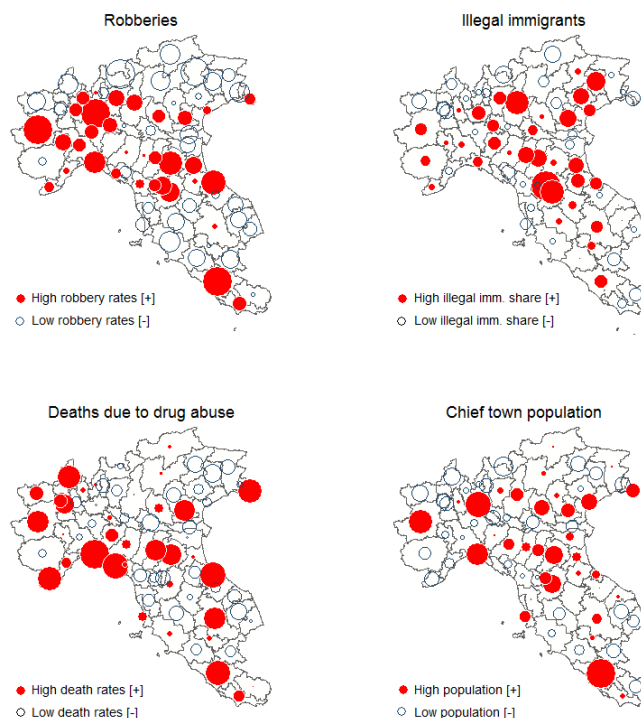 Robberies
Illegal immigrants
High robbery rates [+]
Low robbery rates [-]
High illegal imm. share [+]
Low illegal imm. share [-]
Deaths due to drug abuse
Chief town population
High death rates [+]
Low death rates [-]
High population [+]
Low population [-]